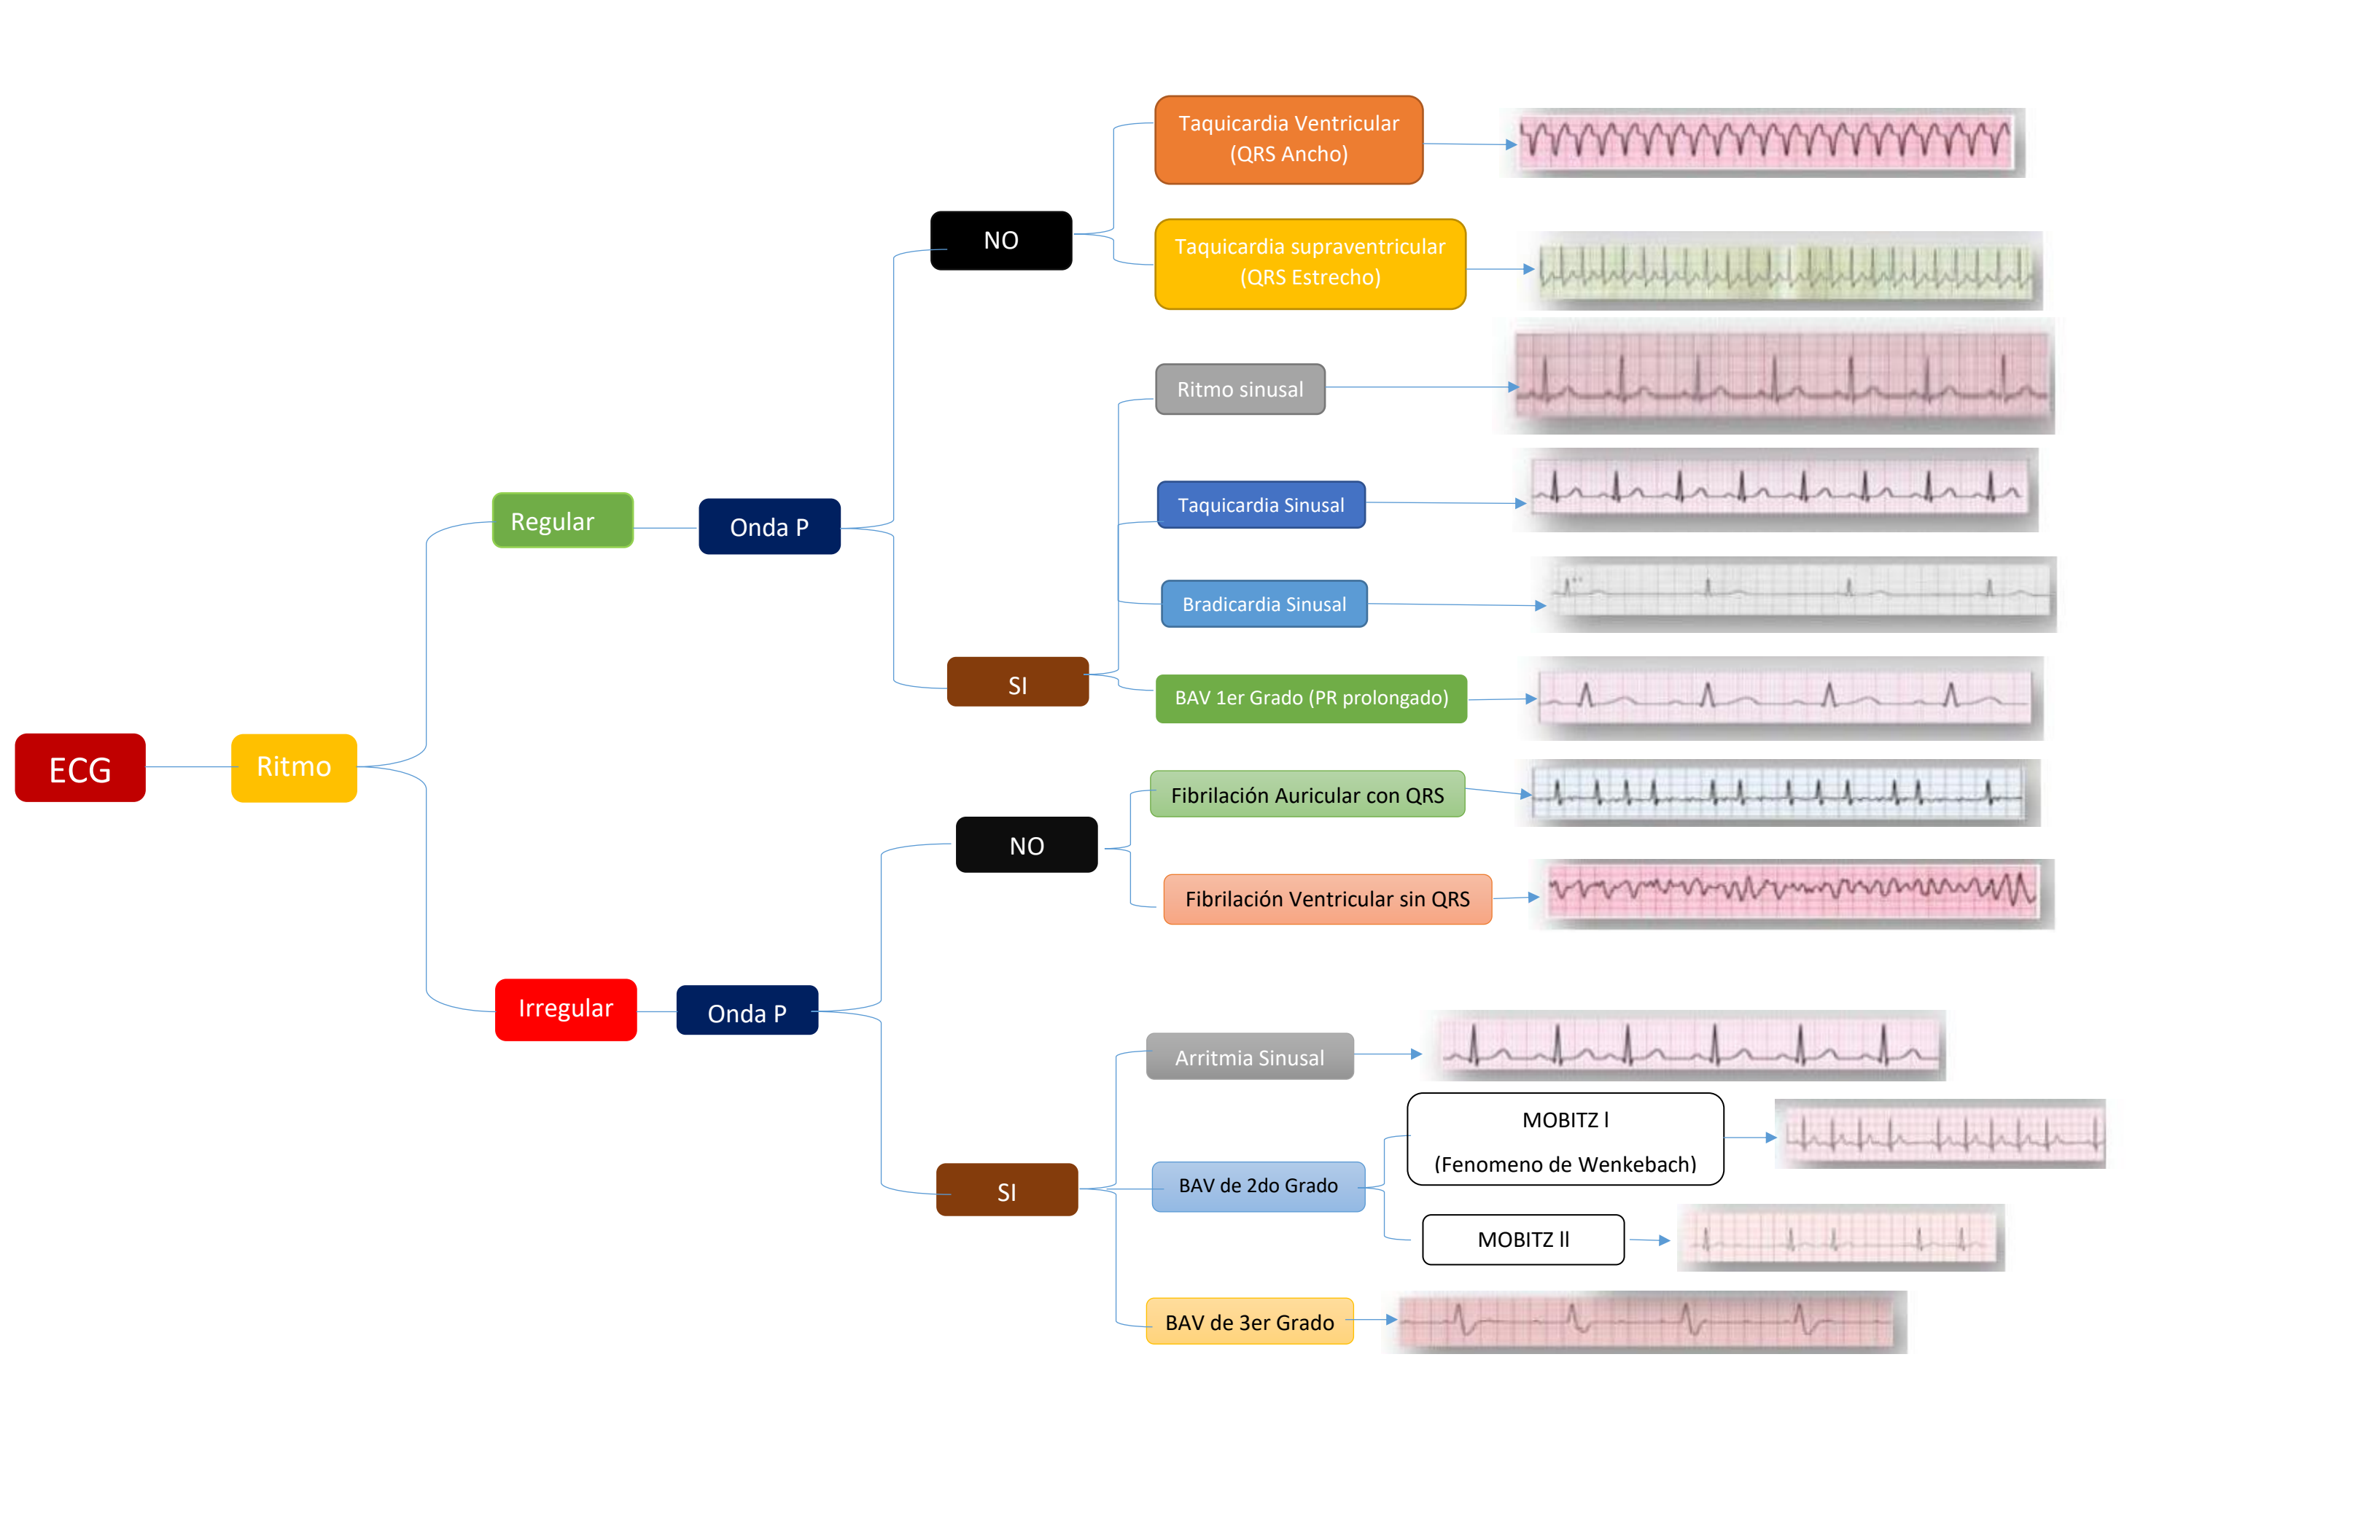 ECG
Ritmo
Regular
Onda P
NO
Taquicardia Ventricular
(QRS Ancho)
Taquicardia supraventricular
(QRS Estrecho)
SI
Ritmo sinusal
Taquicardia Sinusal
Bradicardia Sinusal
BAV 1er Grado (PR prolongado)
Irregular
Onda P
NO
Fibrilación Auricular con QRS
Fibrilación Ventricular sin QRS
SI
Arritmia Sinusal
BAV de 2do Grado
MOBITZ l
(Fenomeno de Wenkebach)
MOBITZ ll
BAV de 3er Grado